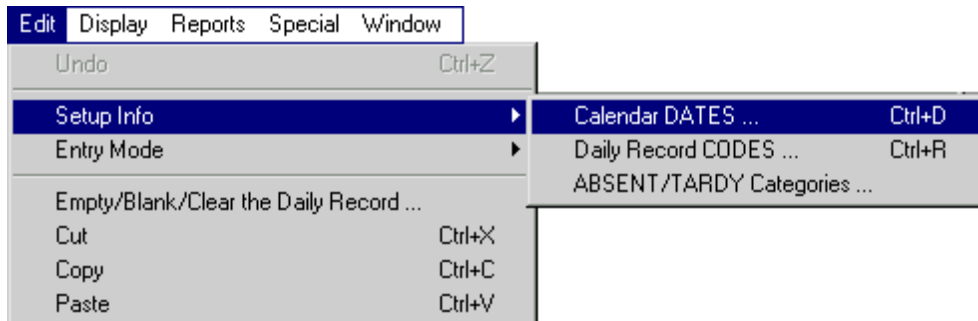 Edit Display Reports Special Window
Undo Ctrl+Z
Setup Info
Calendar DATES ... Ctrl+D
Entry Mode
Daily Record CODES ... Ctrl+R
ABSENT/TARDY Categories ...
Empty/Blank/Clear the Daily Record ...
Cut Ctrl+X
Copy Ctrl+C
Paste Ctrl+V